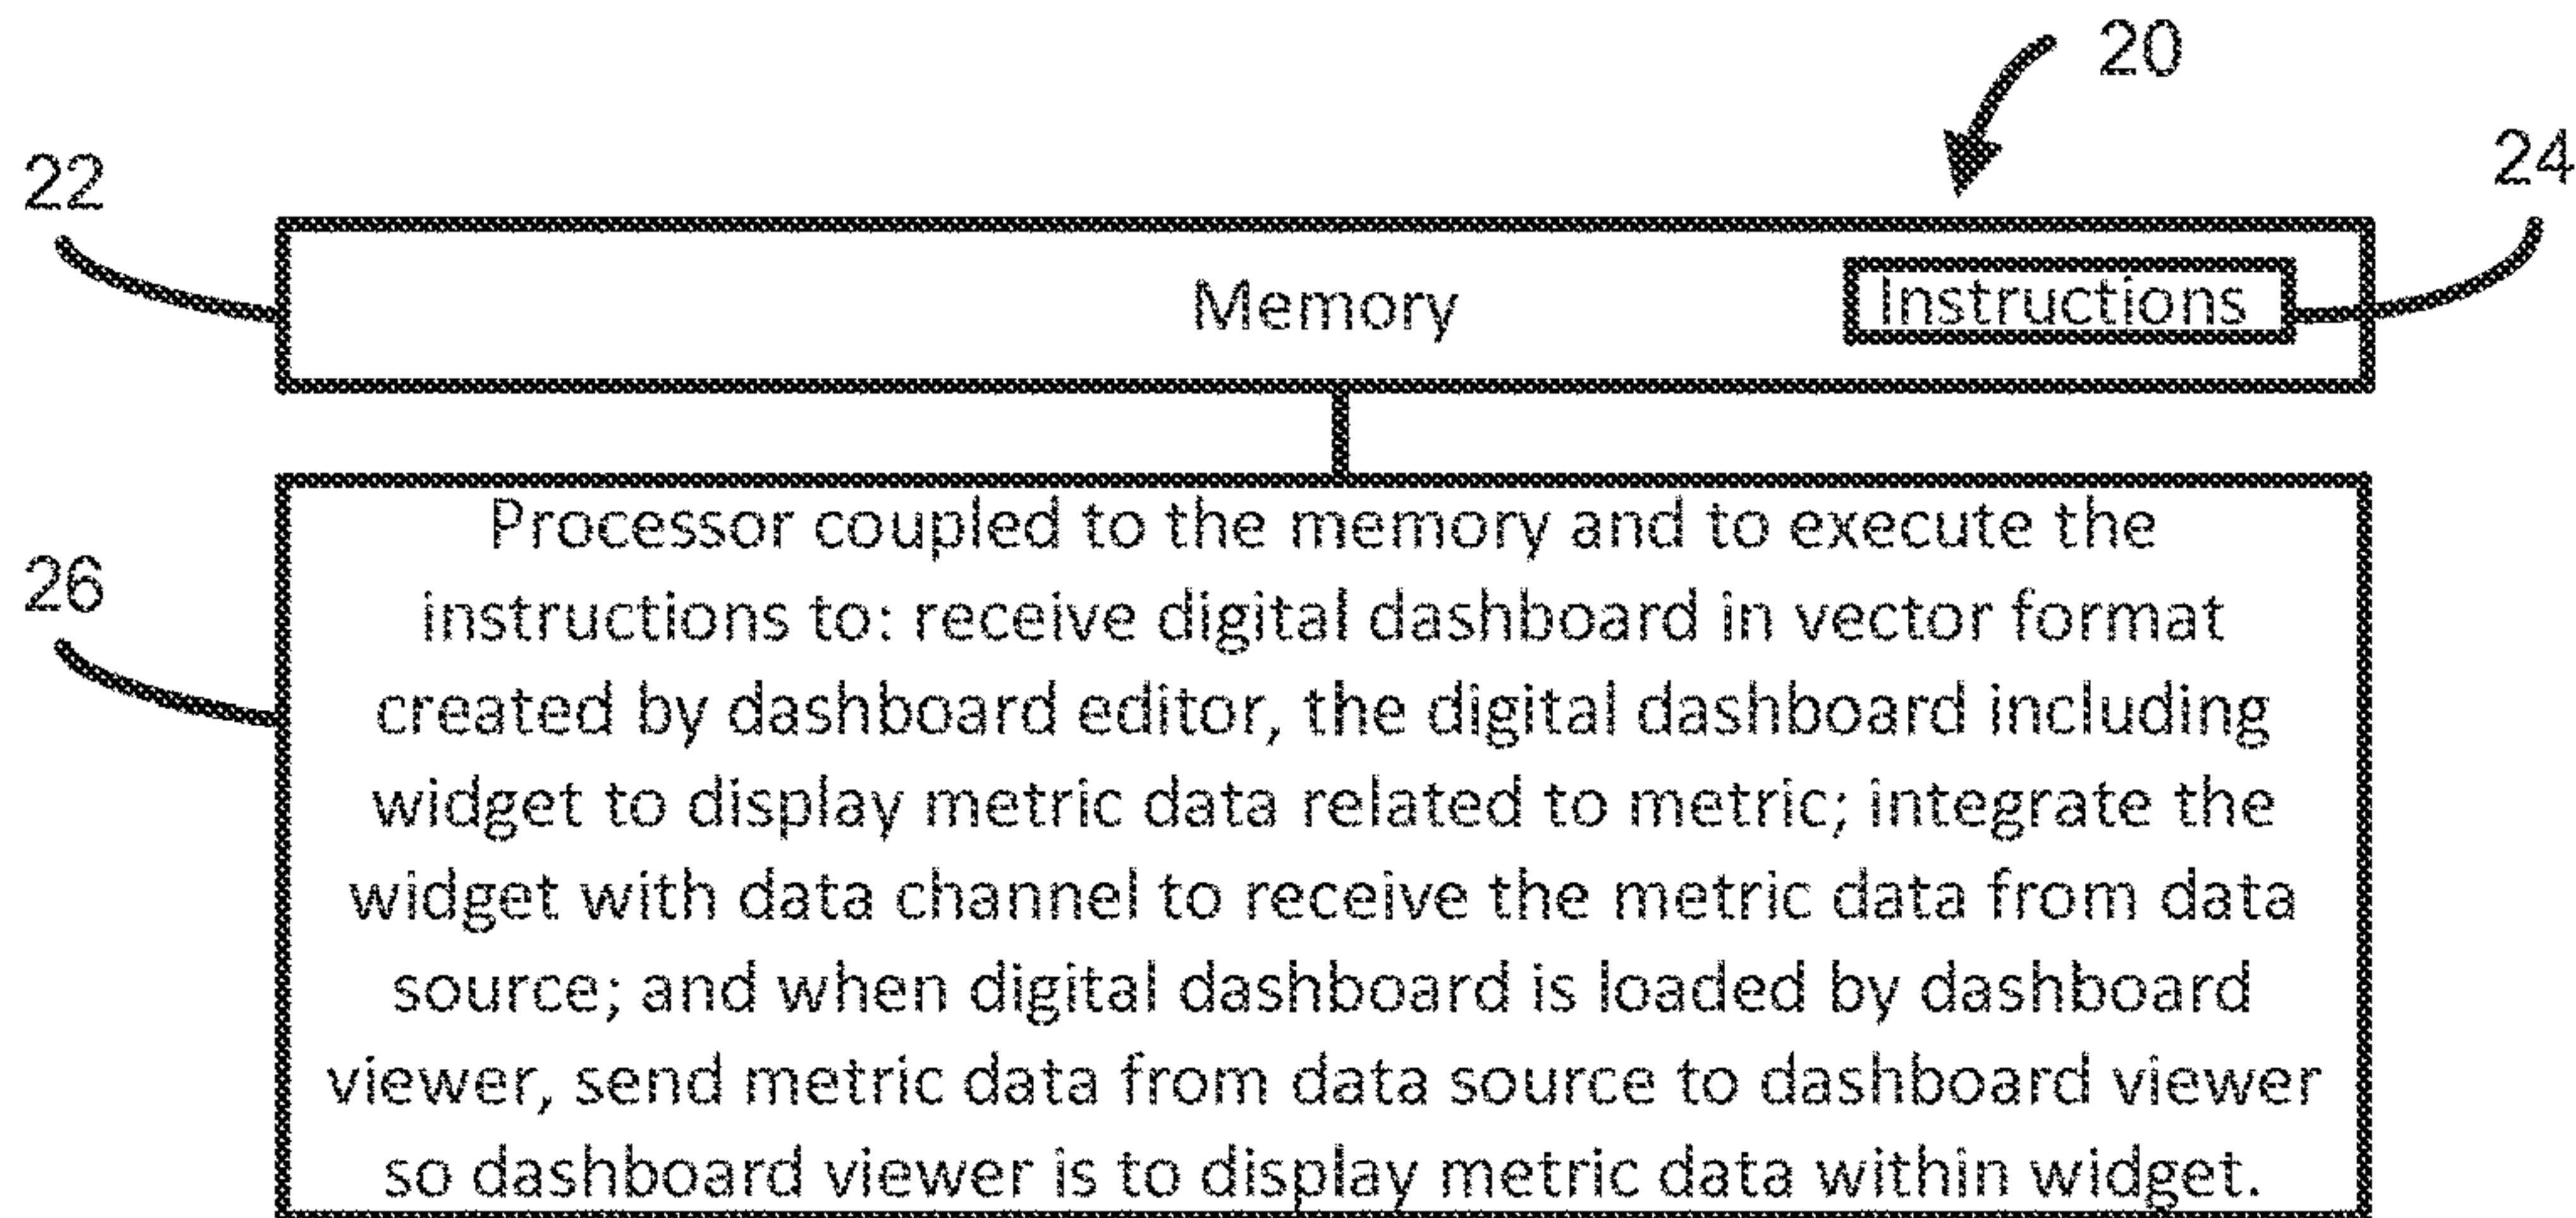 20
22
24
Memory
Instructions
26
Processor coupled to the memory and to execute the
instructions to: receive digital dashboard in vector format
created by dashboard editor, the digital dashboard including
widget to display metric data related to metric; integrate the
widget with data channel to receive the metric data from data
source; and when digital dashboard is loaded by dashboard
viewer, send metric data from data source to dashboard viewer
so dashboard viewer is to display metric data within widget.